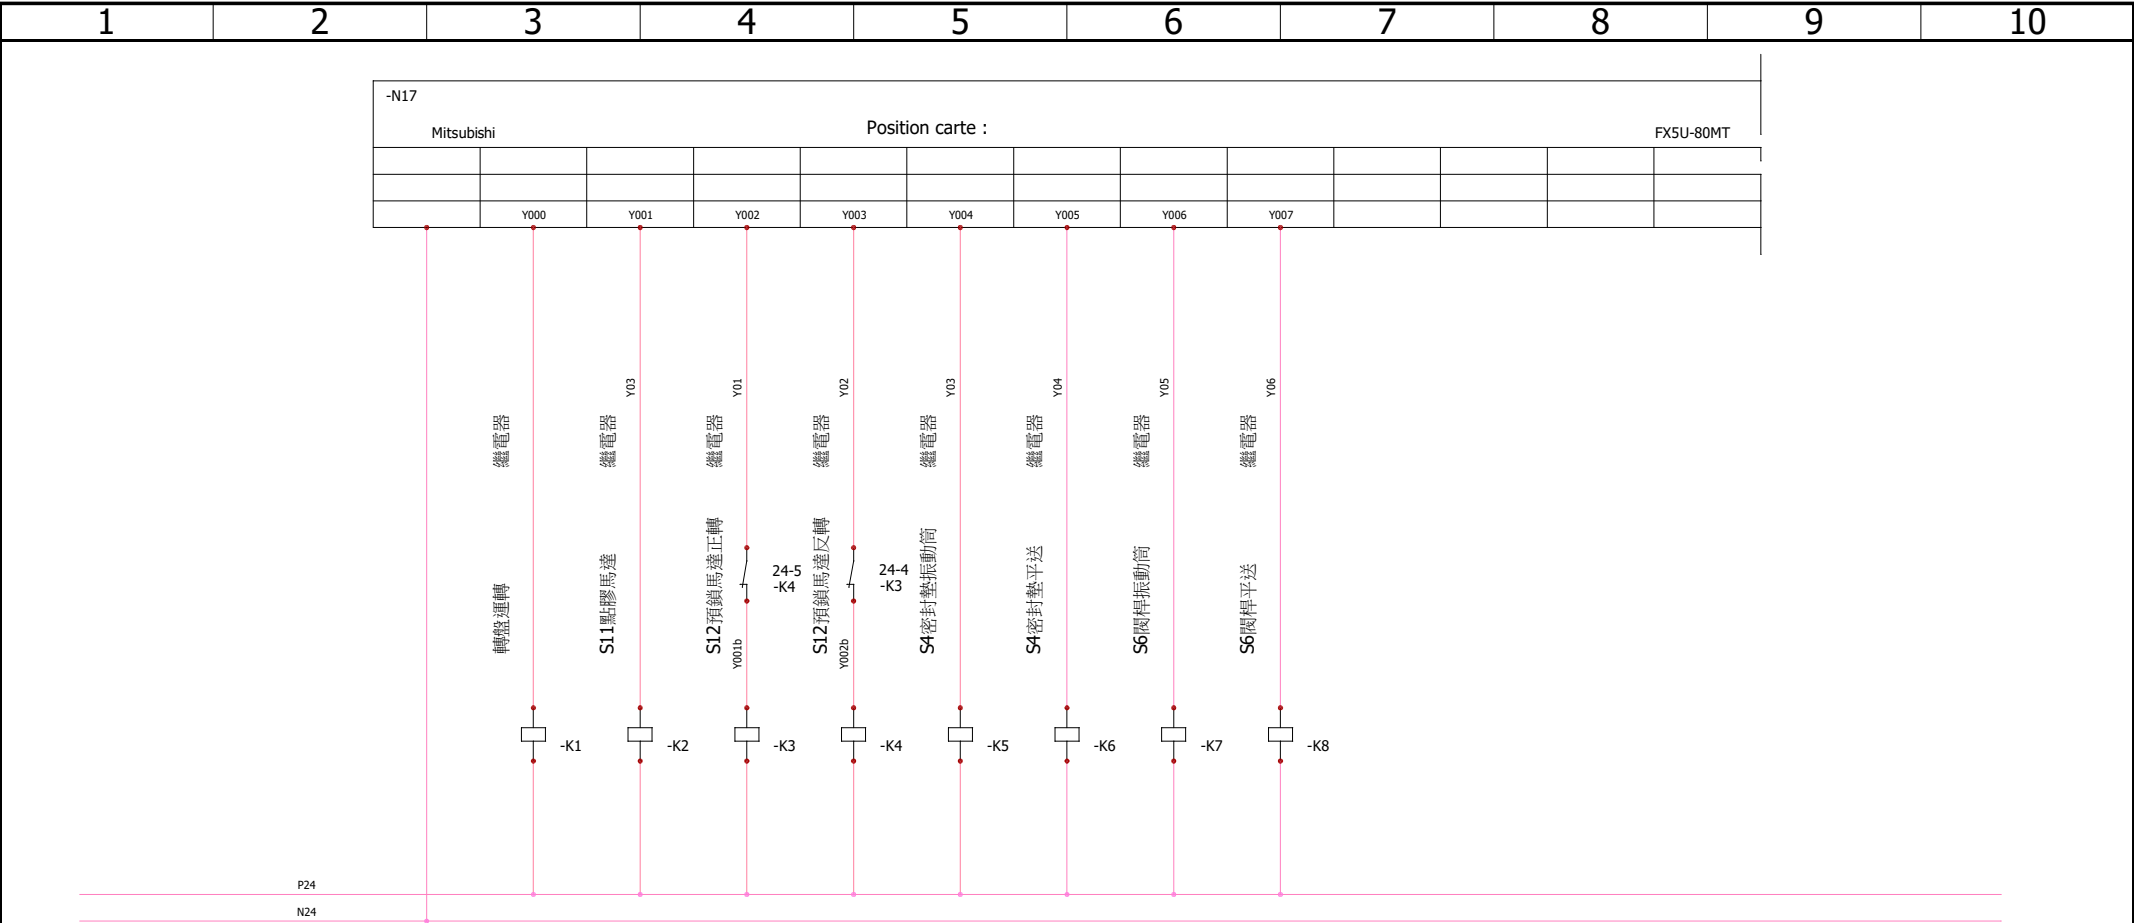 1 2 3 4 5 6 7 8 9 10
-N17
Mitsubishi Position carte : FX5U-80MT
Y000 Y001 Y002 Y003 Y004 Y005 Y006 Y007
Y03 Y01 Y02 Y03 Y04 Y05 Y06
繼電器 繼電器 繼電器 繼電器 繼電器 繼電器 繼電器 繼電器
轉盤運轉
S11點膠馬達
S12預鎖馬達正轉
S12預鎖馬達反轉
S4密封墊振動筒
S4密封墊平送
S6閥桿振動筒
S6閥桿平送
24-5
-K4
24-4
-K3
Y001b Y002b
-K1 -K2 -K3 -K4 -K5 -K6 -K7 -K8
P24
N24